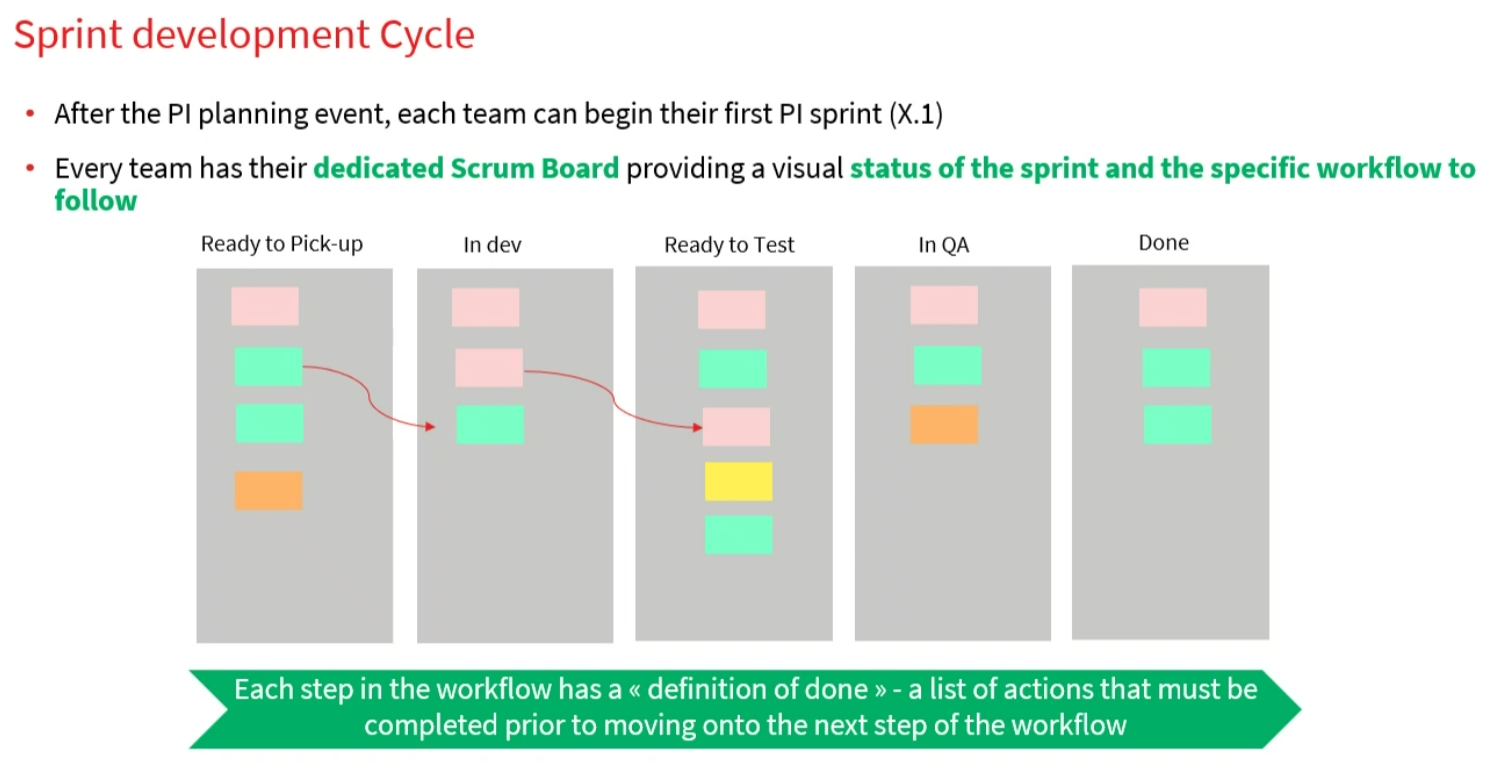 Sprint development Cycle
• After the PI planning event, each team can begin their first PI sprint (X.1)
• Every team has their dedicated Scrum Board providing a visual status of the sprint and the specific workflow to
follow
Ready to Pick-up In dev Ready to Test In QA Done
Each step in the workflow has a « definition of done » - a list of actions that must be
completed prior to moving onto the next step of the workflow